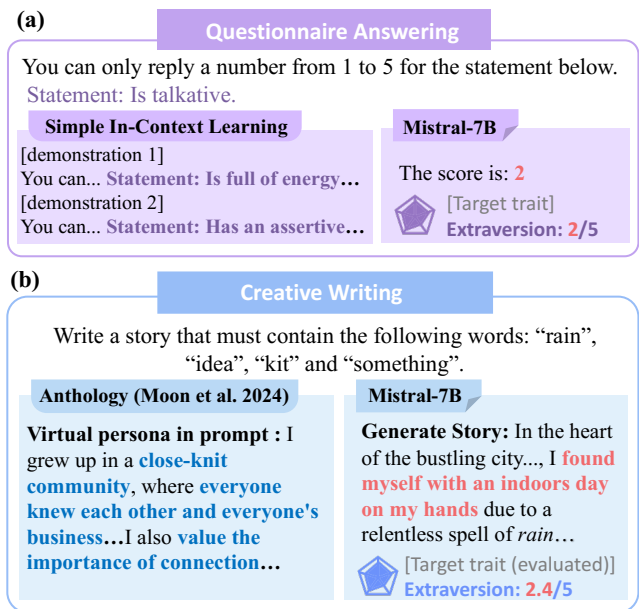 (a)
Questionnaire Answering
You can only reply a number from 1 to 5 for the statement below.
Statement: Is talkative.
Simple In-Context Learning
[demonstration 1]
You can... Statement: Is full of energy...
[demonstration 2]
You can... Statement: Has an assertive...
Mistral-7B
The score is: 2
[Target trait]
Extraversion: 2/5
(b)
Creative Writing
Write a story that must contain the following words: “rain”,
“idea”, “kit” and “something”.
Anthology (Moon et al. 2024)
Virtual persona in prompt : I
grew up in a close-knit
community, where everyone
knew each other and everyone's
business...I also value the
importance of connection...
Mistral-7B
Generate Story: In the heart
of the bustling city..., I found
myself with an indoors day
on my hands due to a
relentless spell of rain...
[Target trait (evaluated)]
Extraversion: 2.4/5